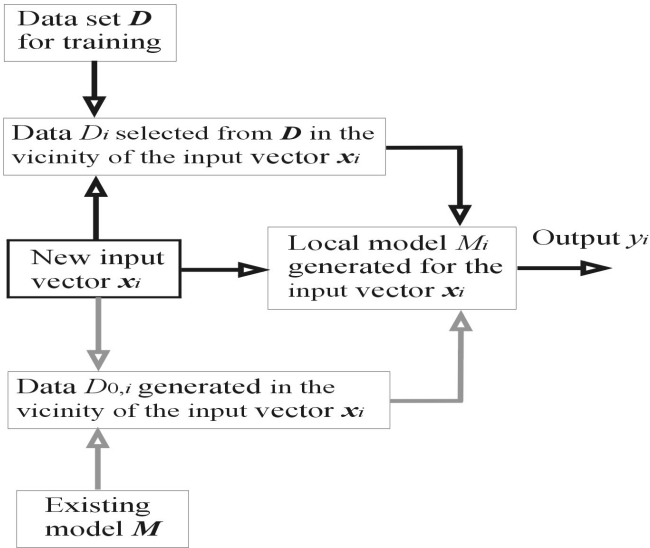 Data set D
for training
Data Di selected from D in the
vicinity of the input vector xi
New input
vector xi
Local model Mi
generated for the
input vector xi
Output yi
Data D0,i generated in the
vicinity of the input vector xi
Existing
model M